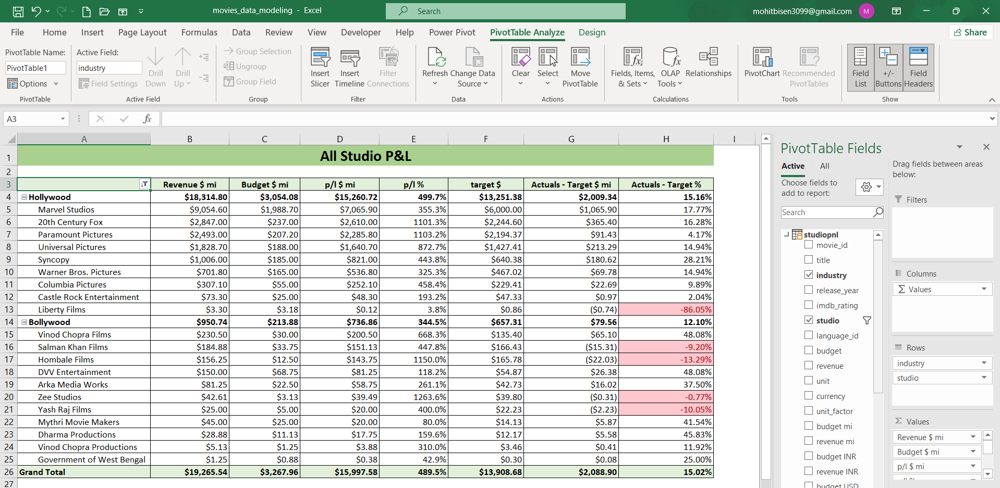 movies_data_modeling - Excel
Search
mohitbisen3099@gmail.com M
File Home Insert Page Layout Formulas Data Review View Developer Help Power Pivot PivotTable Analyze Design Share
PivotTable Name:
PivotTable1
Options
PivotTable
Active Field:
industry
Field Settings
Drill Down
Drill Up
Active Field
Group Selection
Ungroup
7 Group Field
Group
Insert Slicer
Insert Timeline
Filter Connections
Filter
Refresh
Change Data Source
Data
Clear
Select
Move PivotTable
Actions
Fields, Items, & Sets
OLAP Tools
Relationships
Calculations
PivotChart
Recommended PivotTables
Tools
Field List
+/- Buttons
Field Headers
Show
A3 fx
A B C D E F G H I
1 All Studio P&L
2
3 Revenue $ mi Budget $ mi p/l $ mi p/l % target $ Actuals - Target $ mi Actuals - Target %
4 Hollywood $18,314.80 $3,054.08 $15,260.72 499.7% $13,251.38 $2,009.34 15.16%
5 Marvel Studios $9,054.60 $1,988.70 $7,065.90 355.3% $6,000.00 $1,065.90 17.77%
6 20th Century Fox $2,847.00 $237.00 $2,610.00 1101.3% $2,244.60 $365.40 16.28%
7 Paramount Pictures $2,493.00 $207.20 $2,285.80 1103.2% $2,194.37 $91.43 4.17%
8 Universal Pictures $1,828.70 $188.00 $1,640.70 872.7% $1,427.41 $213.29 14.94%
9 Syncopy $1,006.00 $185.00 $821.00 443.8% $640.38 $180.62 28.21%
10 Warner Bros. Pictures $701.80 $165.00 $536.80 325.3% $467.02 $69.78 14.94%
11 Columbia Pictures $307.10 $55.00 $252.10 458.4% $229.41 $22.69 9.89%
12 Castle Rock Entertainment $73.30 $25.00 $48.30 193.2% $47.33 $0.97 2.04%
13 Liberty Films $3.30 $3.18 $0.12 3.8% $0.86 ($0.74) -86.05%
14 Bollywood $950.74 $213.88 $736.86 344.5% $657.31 $79.56 12.10%
15 Vinod Chopra Films $230.50 $30.00 $200.50 668.3% $135.40 $65.10 48.08%
16 Salman Khan Films $184.88 $33.75 $151.13 447.8% $166.43 ($15.31) -9.20%
17 Hombale Films $156.25 $12.50 $143.75 1150.0% $165.78 ($22.03) -13.29%
18 DVV Entertainment $150.00 $68.75 $81.25 118.2% $54.87 $26.38 48.08%
19 Arka Media Works $81.25 $22.50 $58.75 261.1% $42.73 $16.02 37.50%
20 Zee Studios $42.61 $3.13 $39.49 1263.6% $39.80 ($0.31) -0.77%
21 Yash Raj Films $25.00 $5.00 $20.00 400.0% $22.23 ($2.23) -10.05%
22 Mythri Movie Makers $45.00 $25.00 $20.00 80.0% $14.13 $5.87 41.54%
23 Dharma Productions $28.88 $11.13 $17.75 159.6% $12.17 $5.58 45.83%
24 Vinod Chopra Productions $5.13 $1.25 $3.88 310.0% $3.46 $0.41 11.92%
25 Government of West Bengal $1.25 $0.88 $0.38 42.9% $0.30 $0.08 25.00%
26 Grand Total $19,265.54 $3,267.96 $15,997.58 489.5% $13,908.68 $2,088.90 15.02%
27
PivotTable Fields
Active All
Choose fields to
add to report:
Search
studiopnl
movie_id
title
industry
release_year
imdb_rating
studio
language_id
budget
revenue
unit
currency
unit_factor
budget mi
revenue mi
budget INR
revenue INR
budget USD
Drag fields between areas
below:
Filters
Columns
Σ Values
Rows
industry
studio
Σ Values
Revenue $ mi
Budget $ mi
p/l $ mi